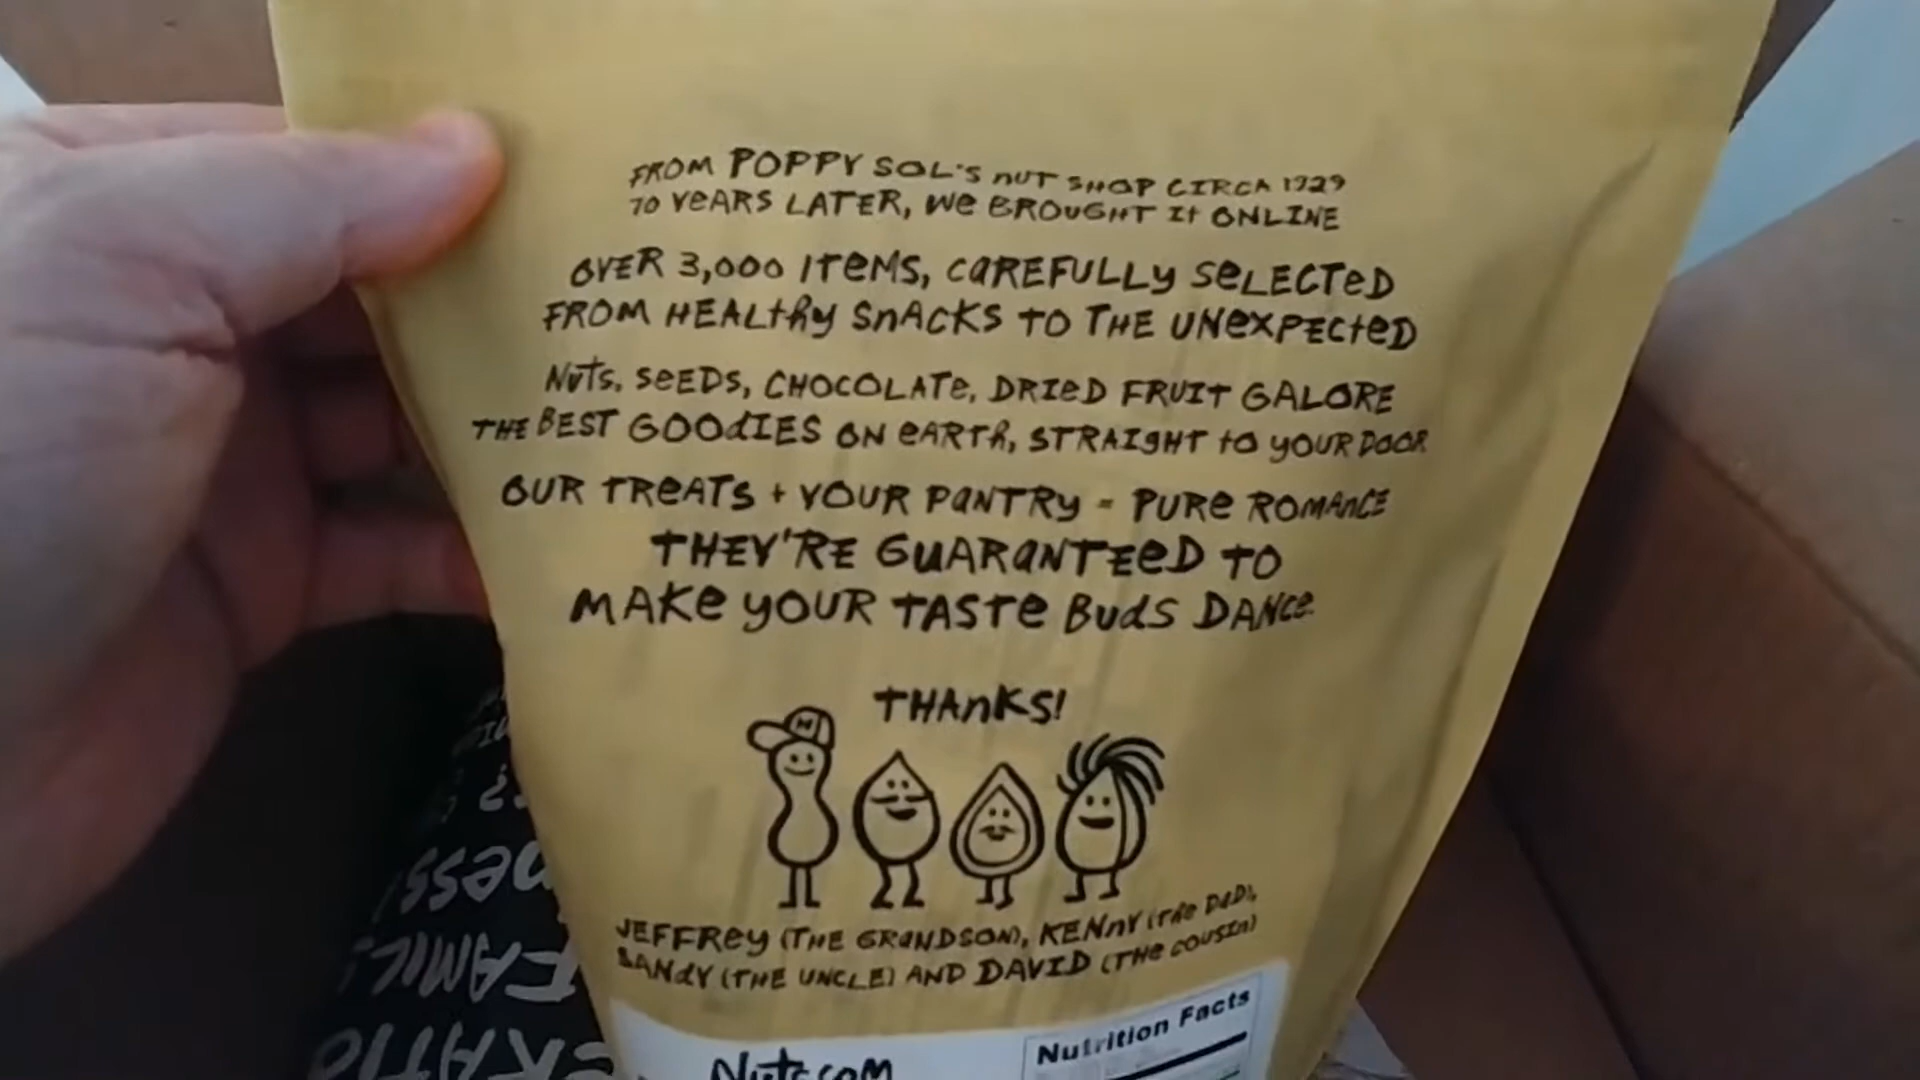 FROM POPPY SOL'S NUT SHOP CIRCA 1929
70 YEARS LATER, WE BROUGHT IT ONLINE
OVER 3,000 ITEMS, CAREFULLY SELECTED
FROM HEALTHY SNACKS TO THE UNEXPECTED
NUTS, SEEDS, CHOCOLATE, DRIED FRUIT GALORE
THE BEST GOODIES ON EARTH, STRAIGHT TO YOUR DOOR
OUR TREATS + YOUR PANTRY = PURE ROMANCE
THEY'RE GUARANTEED TO
MAKE YOUR TASTE BUDS DANCE.
THANKS!
N
JEFFREY (THE GRANDSON), KENNY (THE DAD),
SANDY (THE UNCLE) AND DAVID (THE COUSIN)
Nuts.com
Nutrition Facts